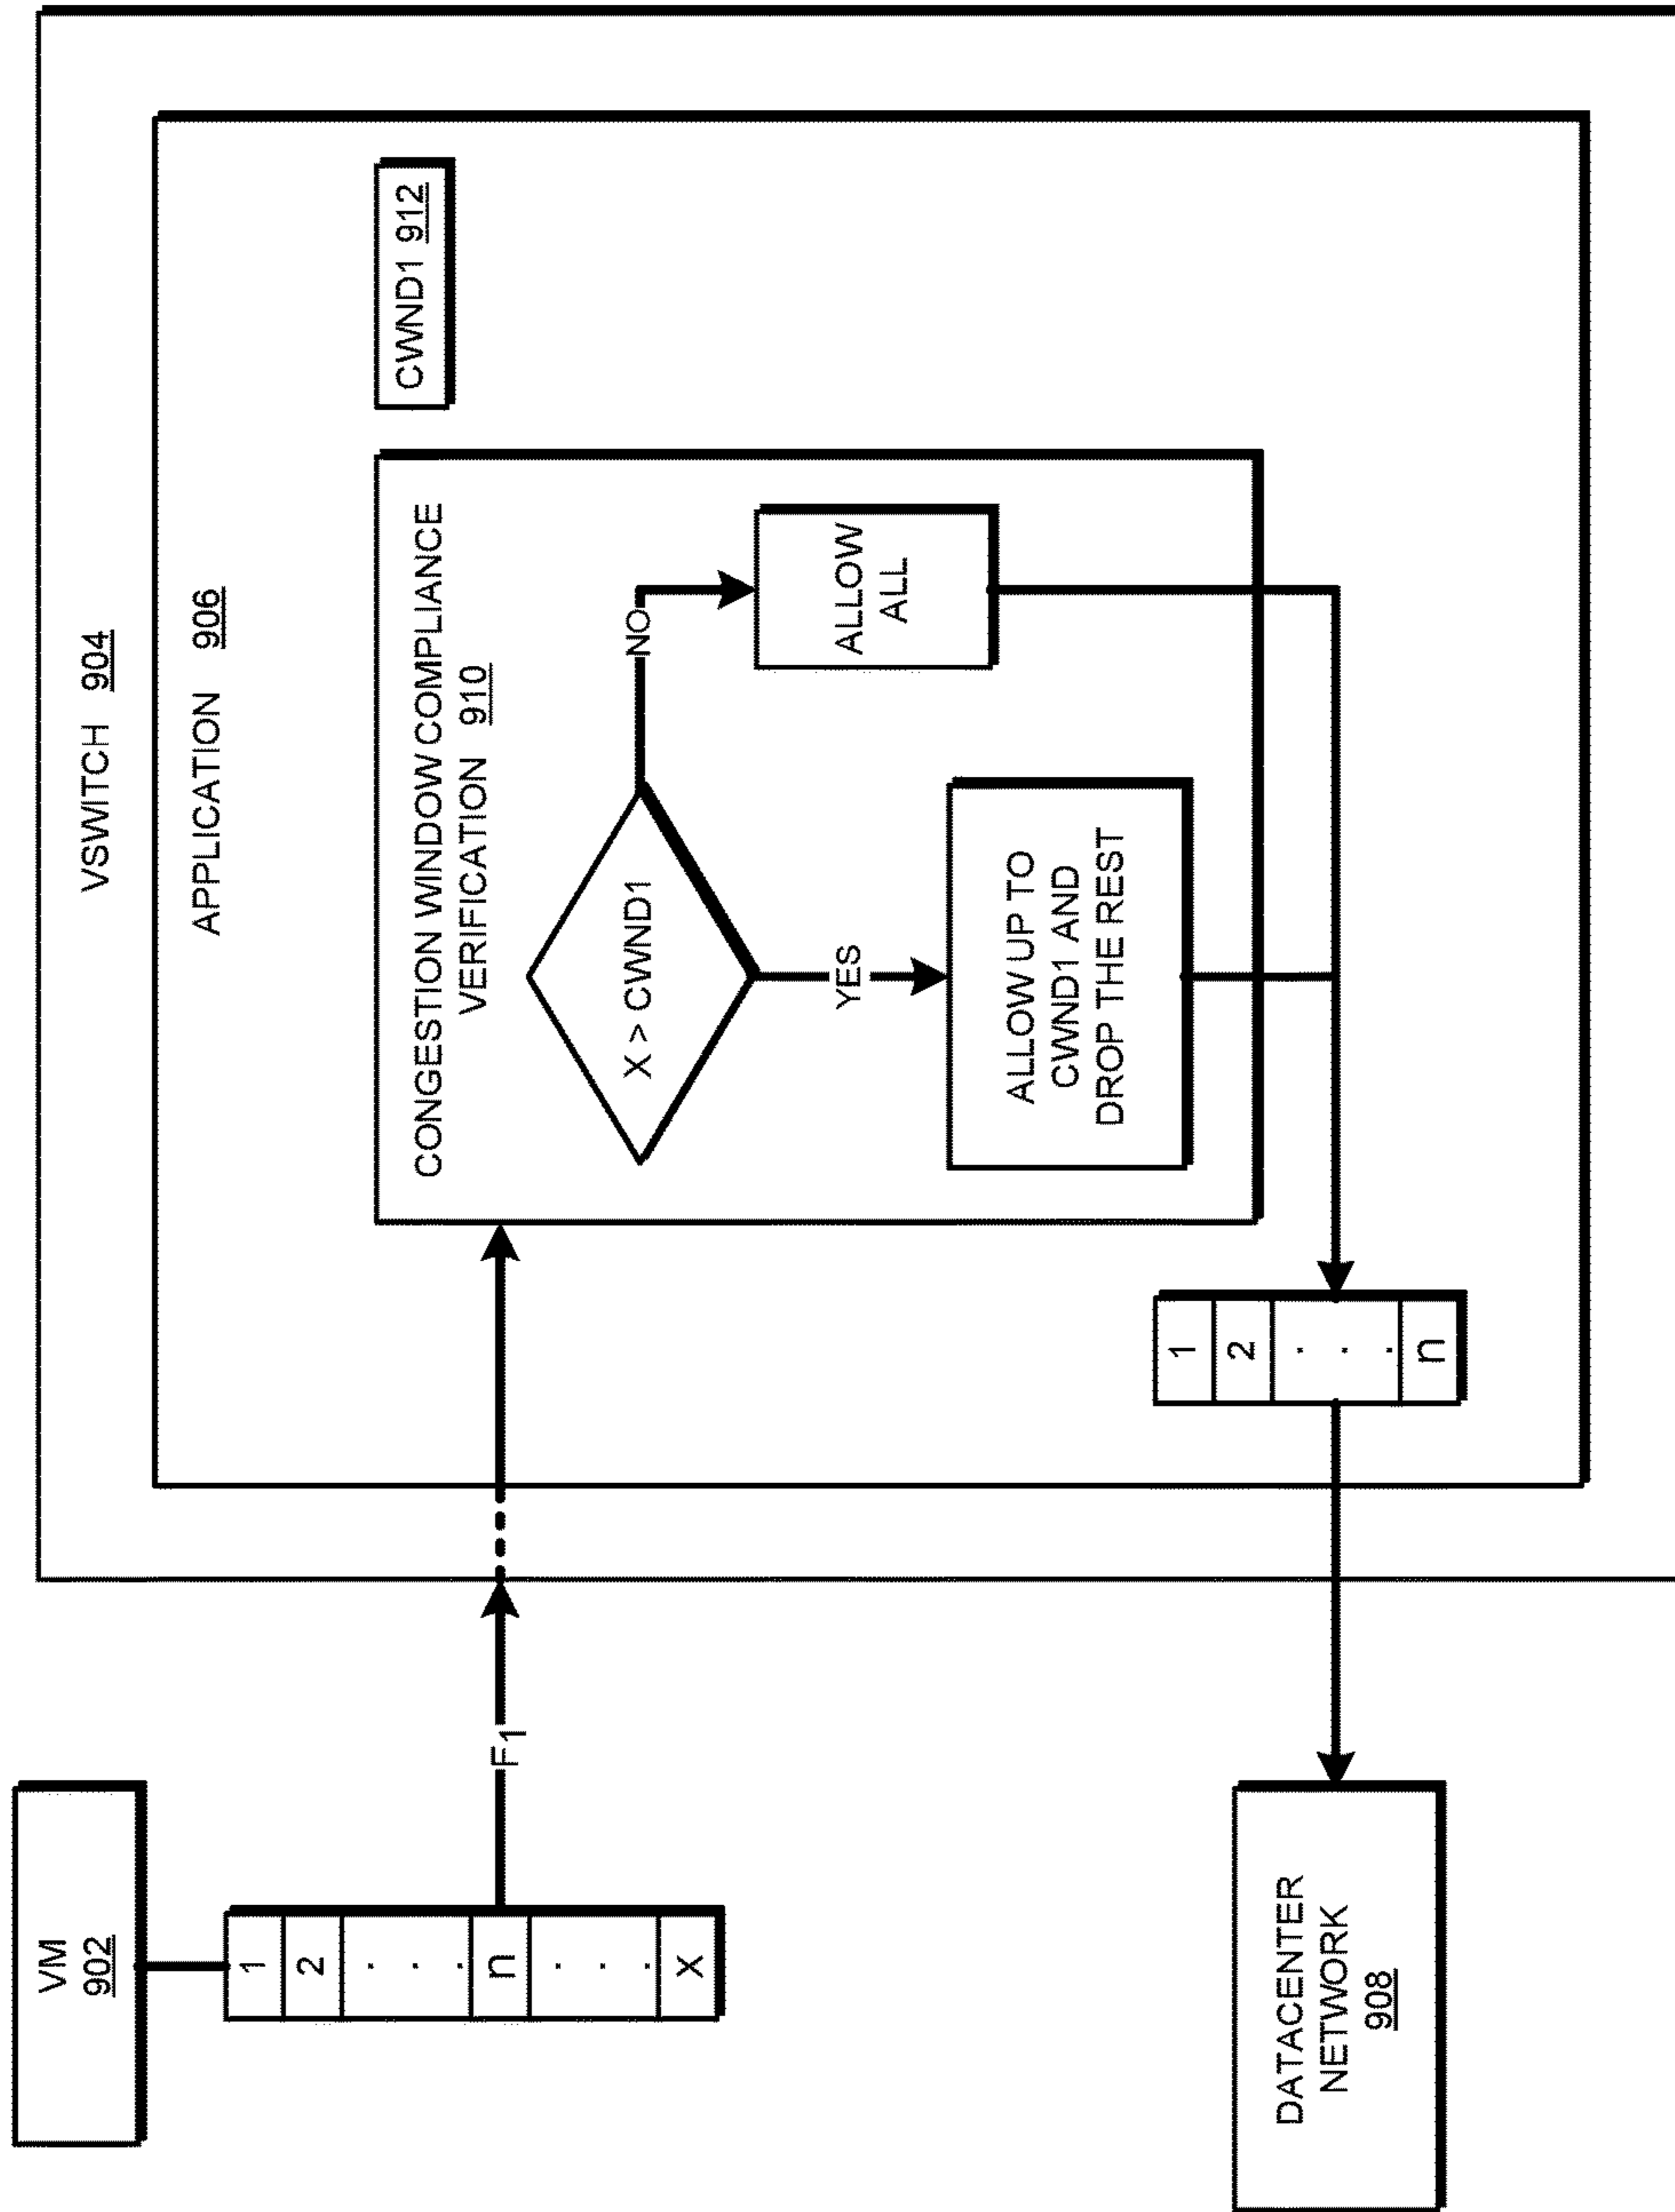 VM
902
1
2
. . .
n
. . .
X
F1
DATACENTER
NETWORK
908
VSWITCH 904
APPLICATION 906
CONGESTION WINDOW COMPLIANCE
VERIFICATION 910
CWND1 912
X > CWND1
NO
YES
ALLOW
ALL
ALLOW UP TO
CWND1 AND
DROP THE REST
1
2
. . .
n